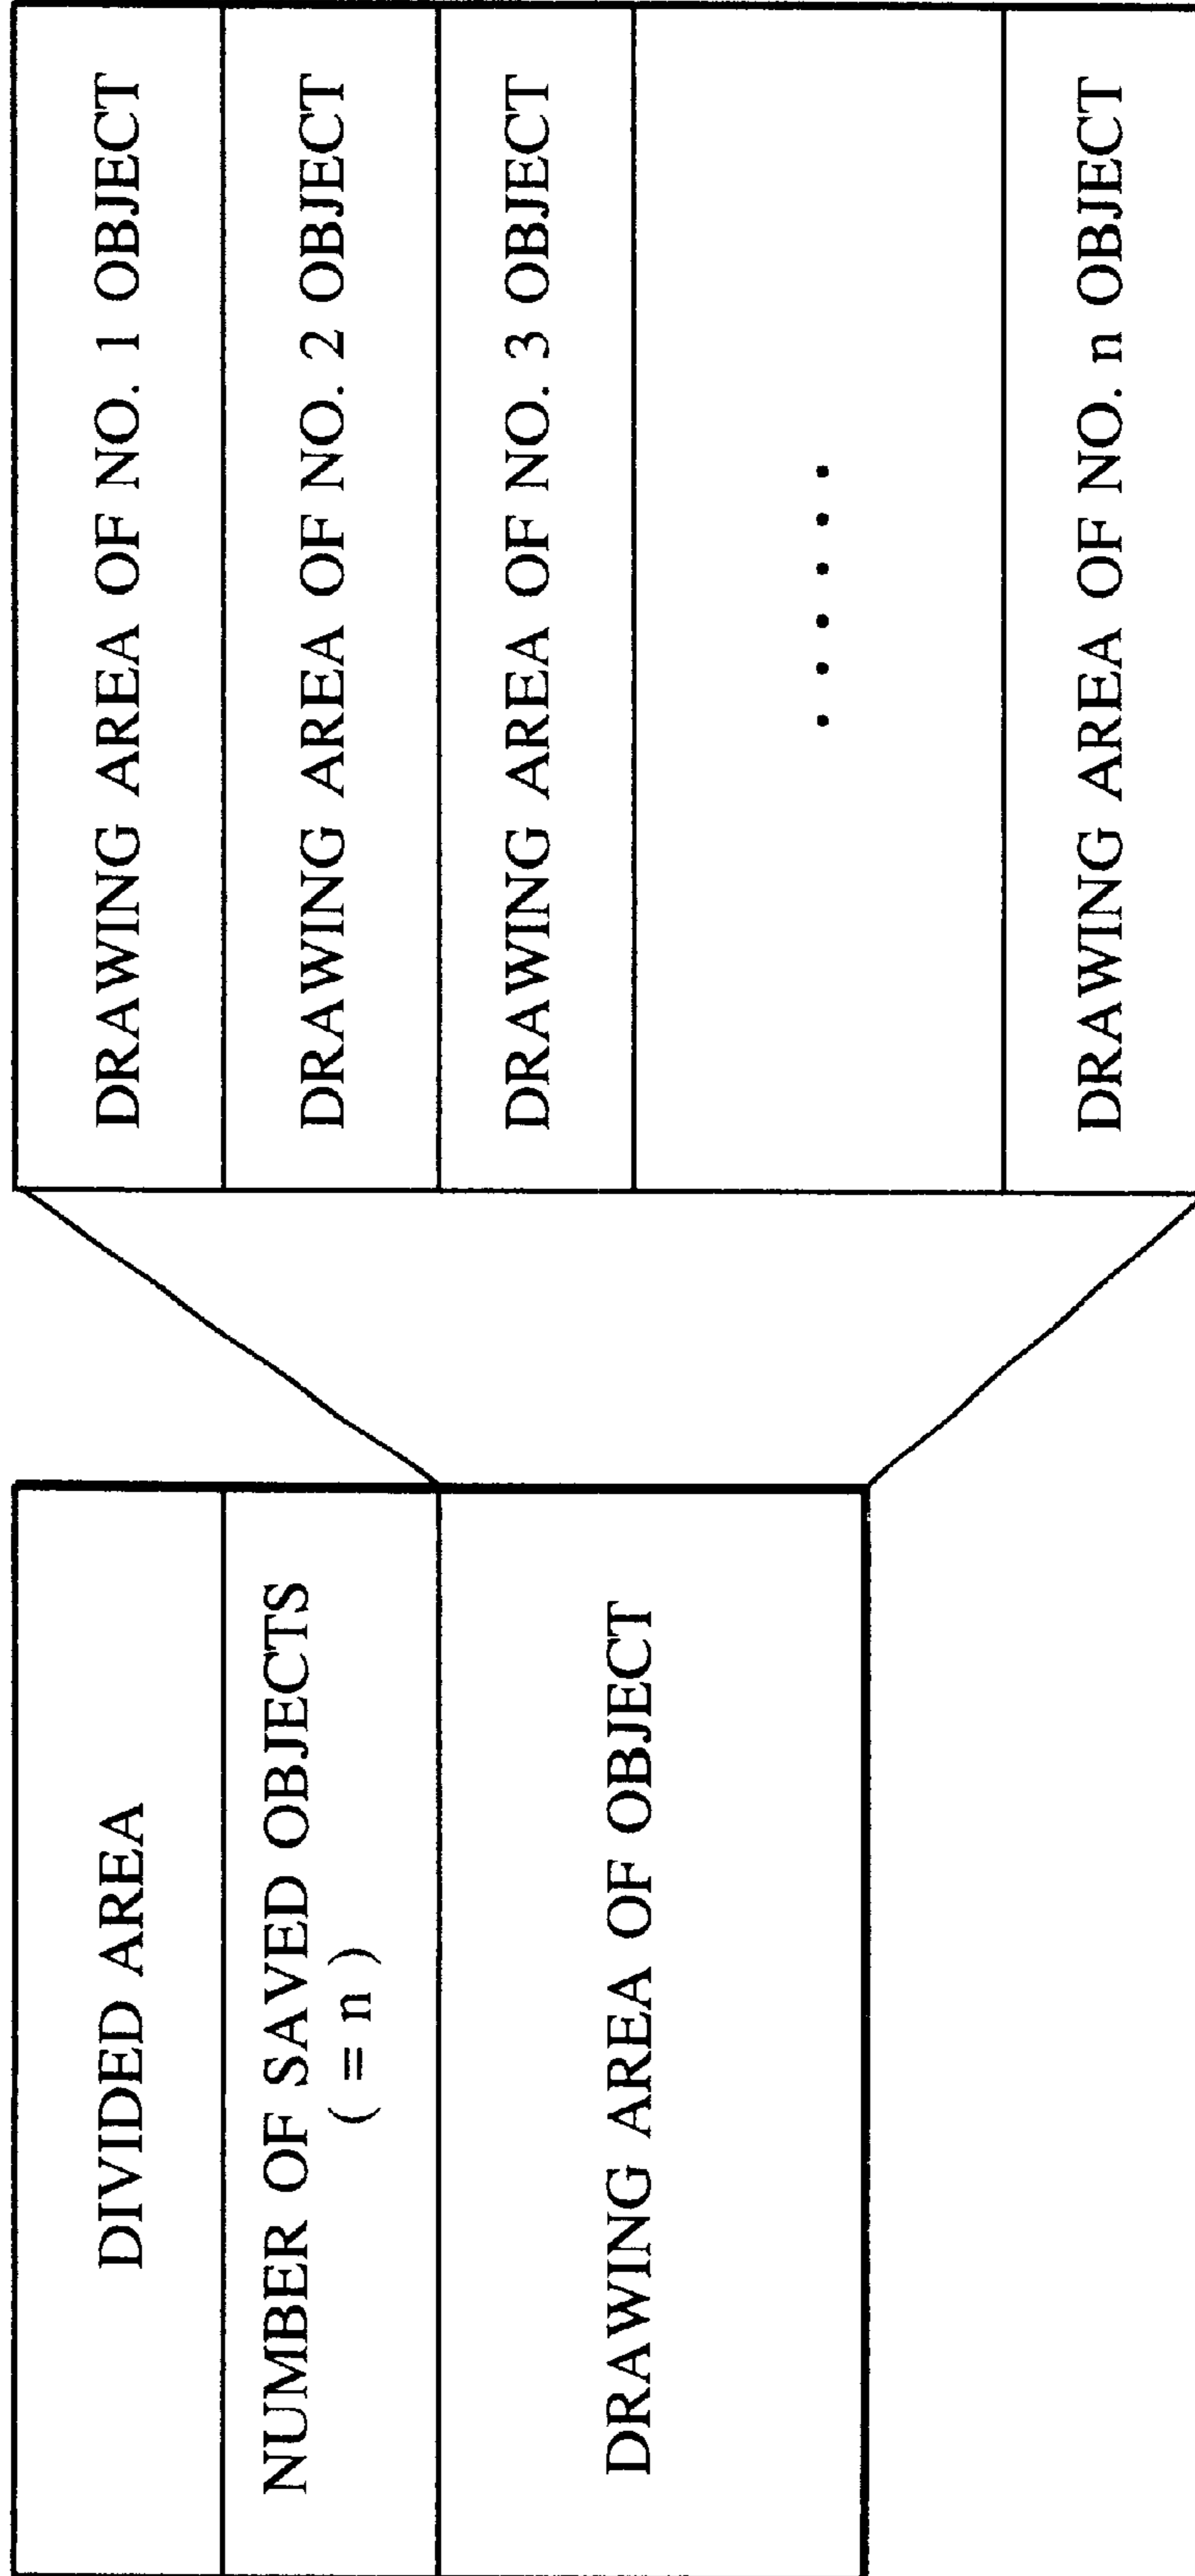 DIVIDED AREA
NUMBER OF SAVED OBJECTS
( = n )
DRAWING AREA OF OBJECT
DRAWING AREA OF NO. 1 OBJECT
DRAWING AREA OF NO. 2 OBJECT
DRAWING AREA OF NO. 3 OBJECT
......
DRAWING AREA OF NO. n OBJECT